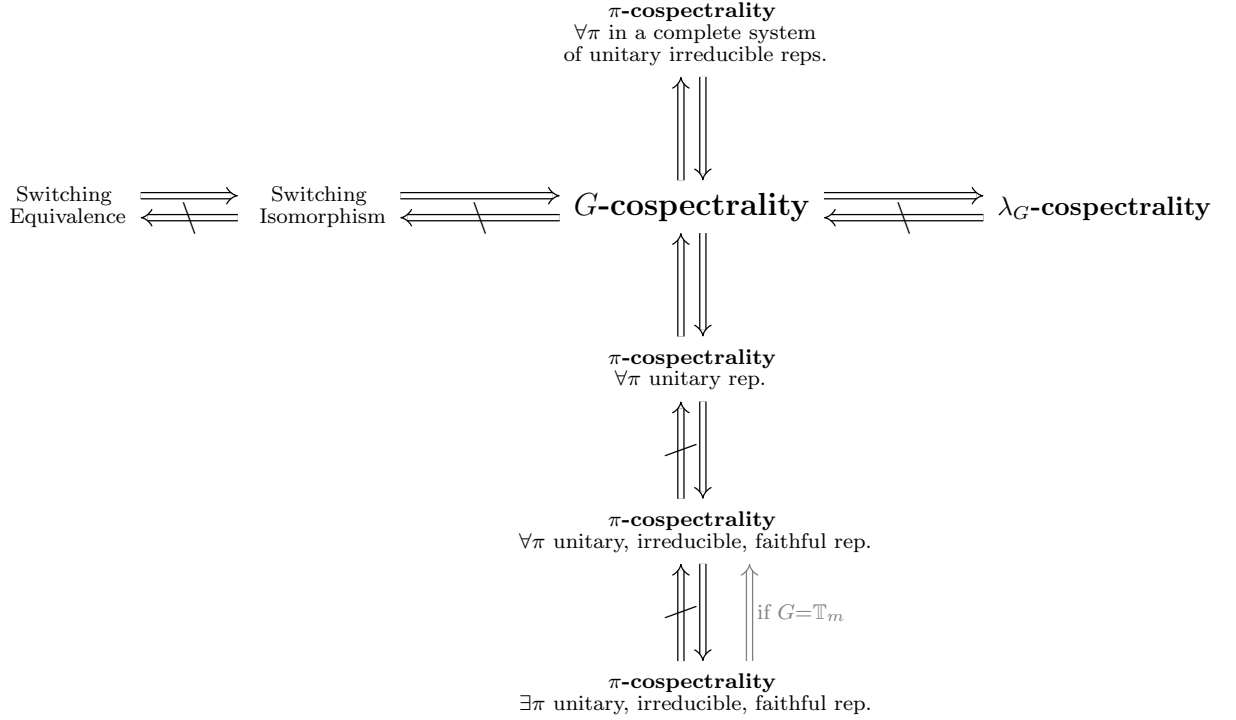 π-cospectrality
∀π in a complete system
of unitary irreducible reps.
Switching
Equivalence
Switching
Isomorphism
G-cospectrality
λ_G-cospectrality
π-cospectrality
∀π unitary rep.
π-cospectrality
∀π unitary, irreducible, faithful rep.
if G=𝕋_m
π-cospectrality
∃π unitary, irreducible, faithful rep.